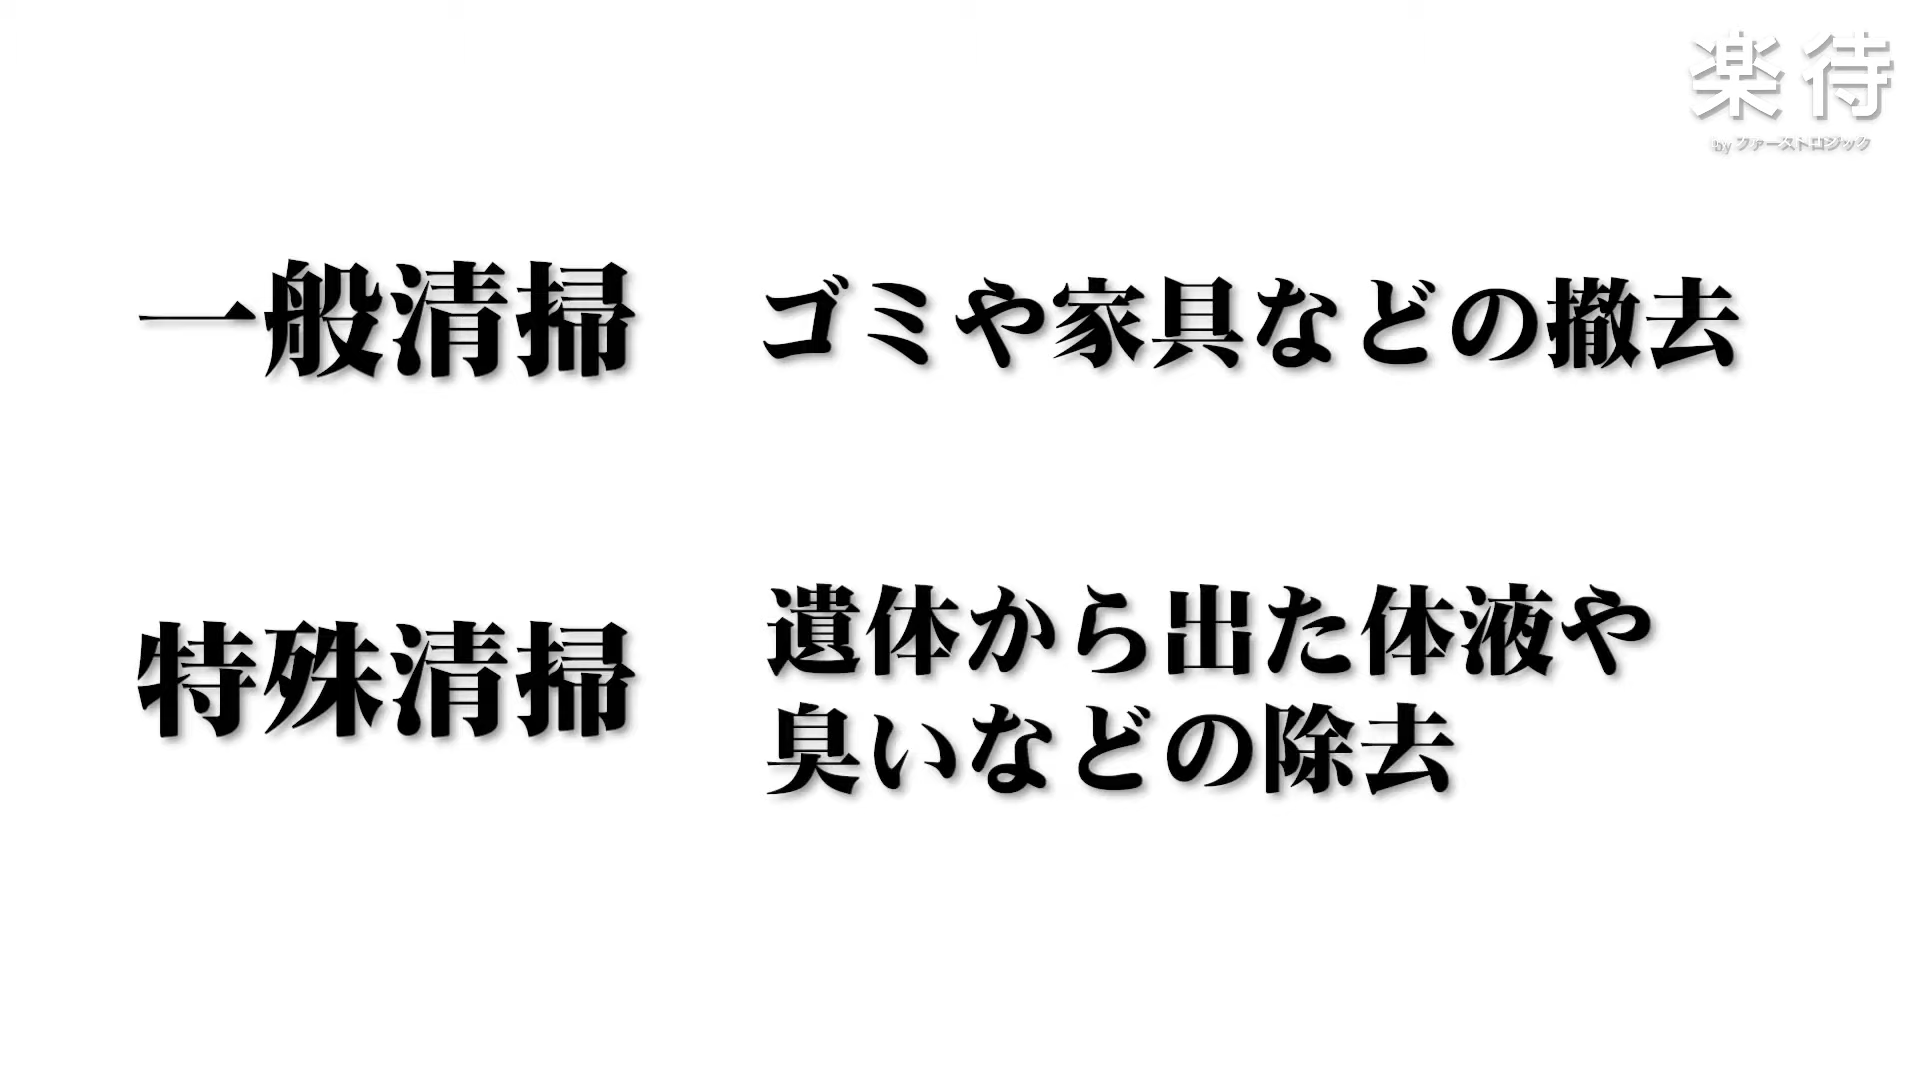 楽待
by ファーストロジック
一般清掃 ゴミや家具などの撤去
特殊清掃 遺体から出た体液や
臭いなどの除去